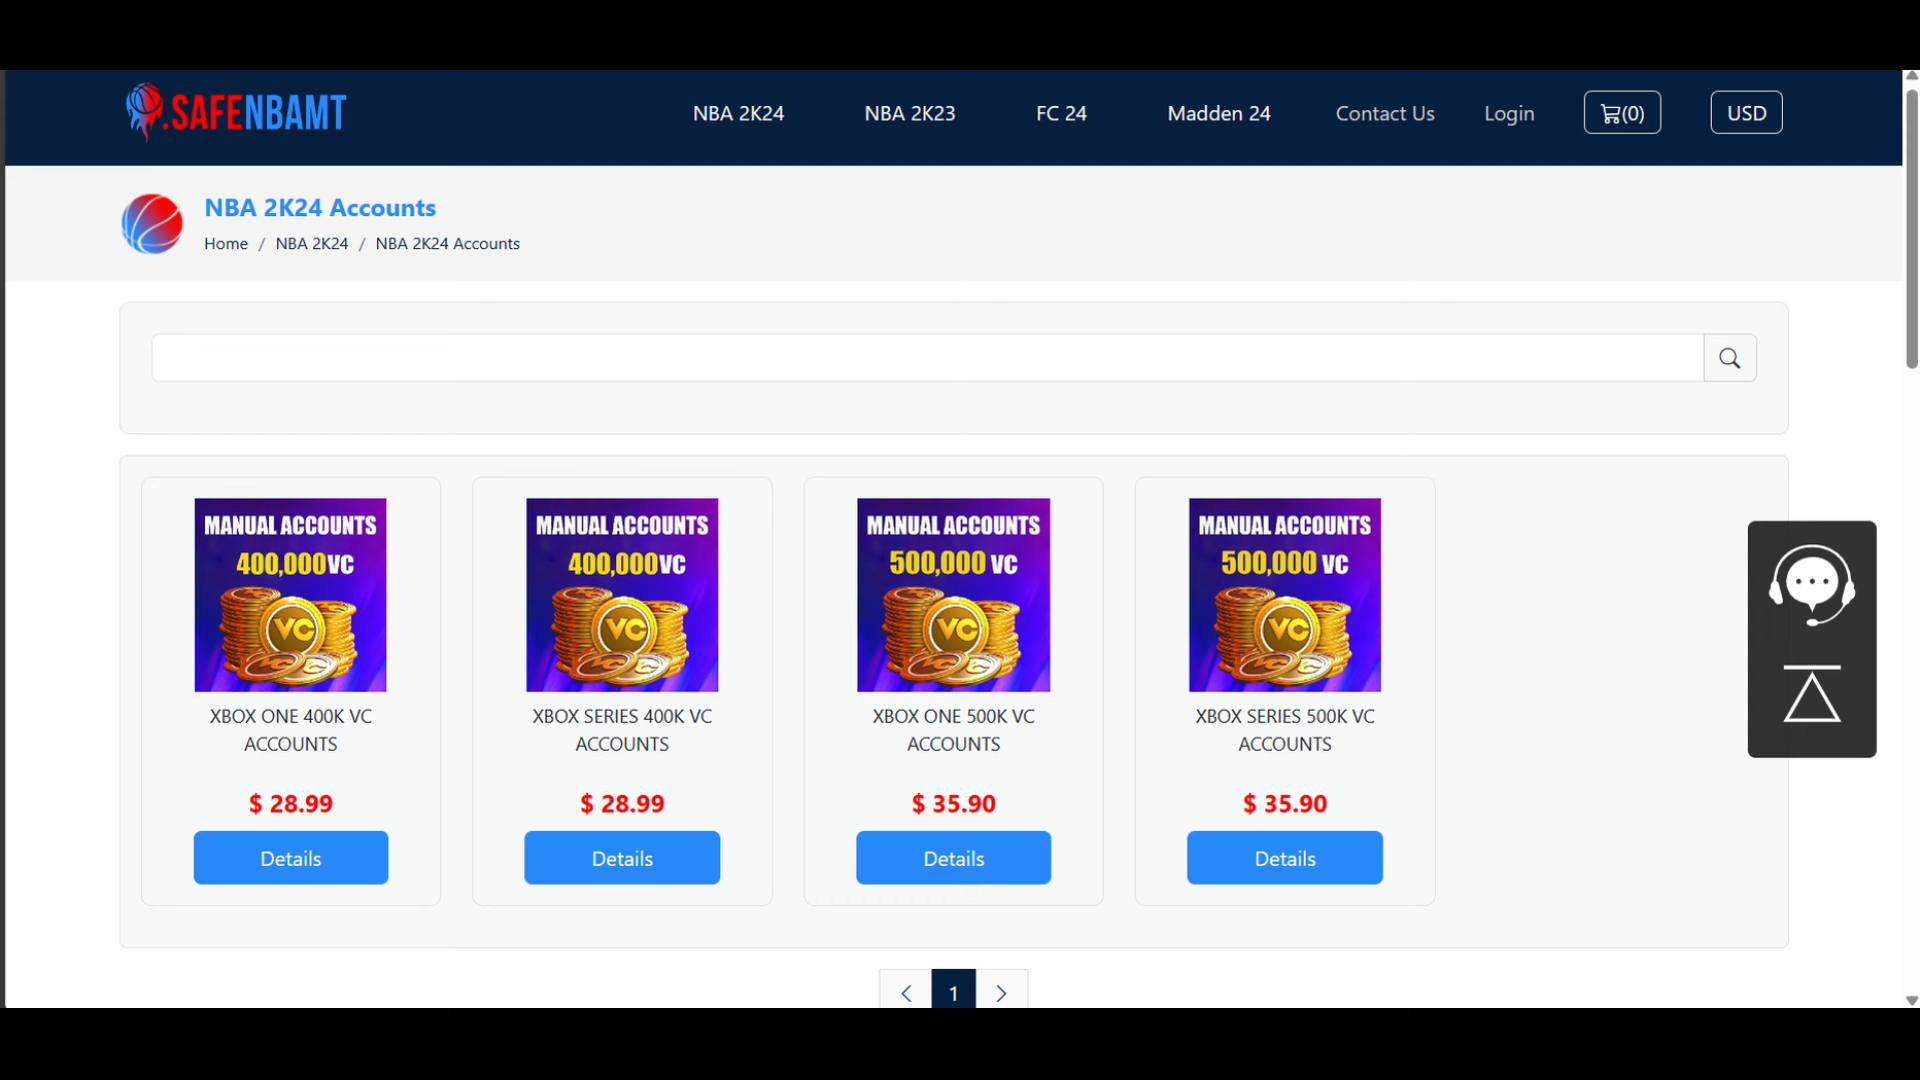 .SAFENBAMT
NBA 2K24 NBA 2K23 FC 24 Madden 24 Contact Us Login (0) USD
NBA 2K24 Accounts
Home / NBA 2K24 / NBA 2K24 Accounts
MANUAL ACCOUNTS
400,000VC
VC
XBOX ONE 400K VC
ACCOUNTS
$ 28.99
Details
MANUAL ACCOUNTS
400,000VC
VC
XBOX SERIES 400K VC
ACCOUNTS
$ 28.99
Details
MANUAL ACCOUNTS
500,000 VC
VC
XBOX ONE 500K VC
ACCOUNTS
$ 35.90
Details
MANUAL ACCOUNTS
500,000 VC
VC
XBOX SERIES 500K VC
ACCOUNTS
$ 35.90
Details
1